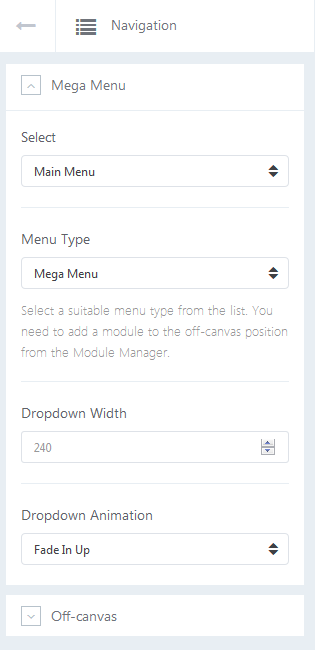 Navigation
Mega Menu
Select
Main Menu
Menu Type
Mega Menu
Select a suitable menu type from the list. You
need to add a module to the off-canvas position
from the Module Manager.
Dropdown Width
240
Dropdown Animation
Fade In Up
Off-canvas